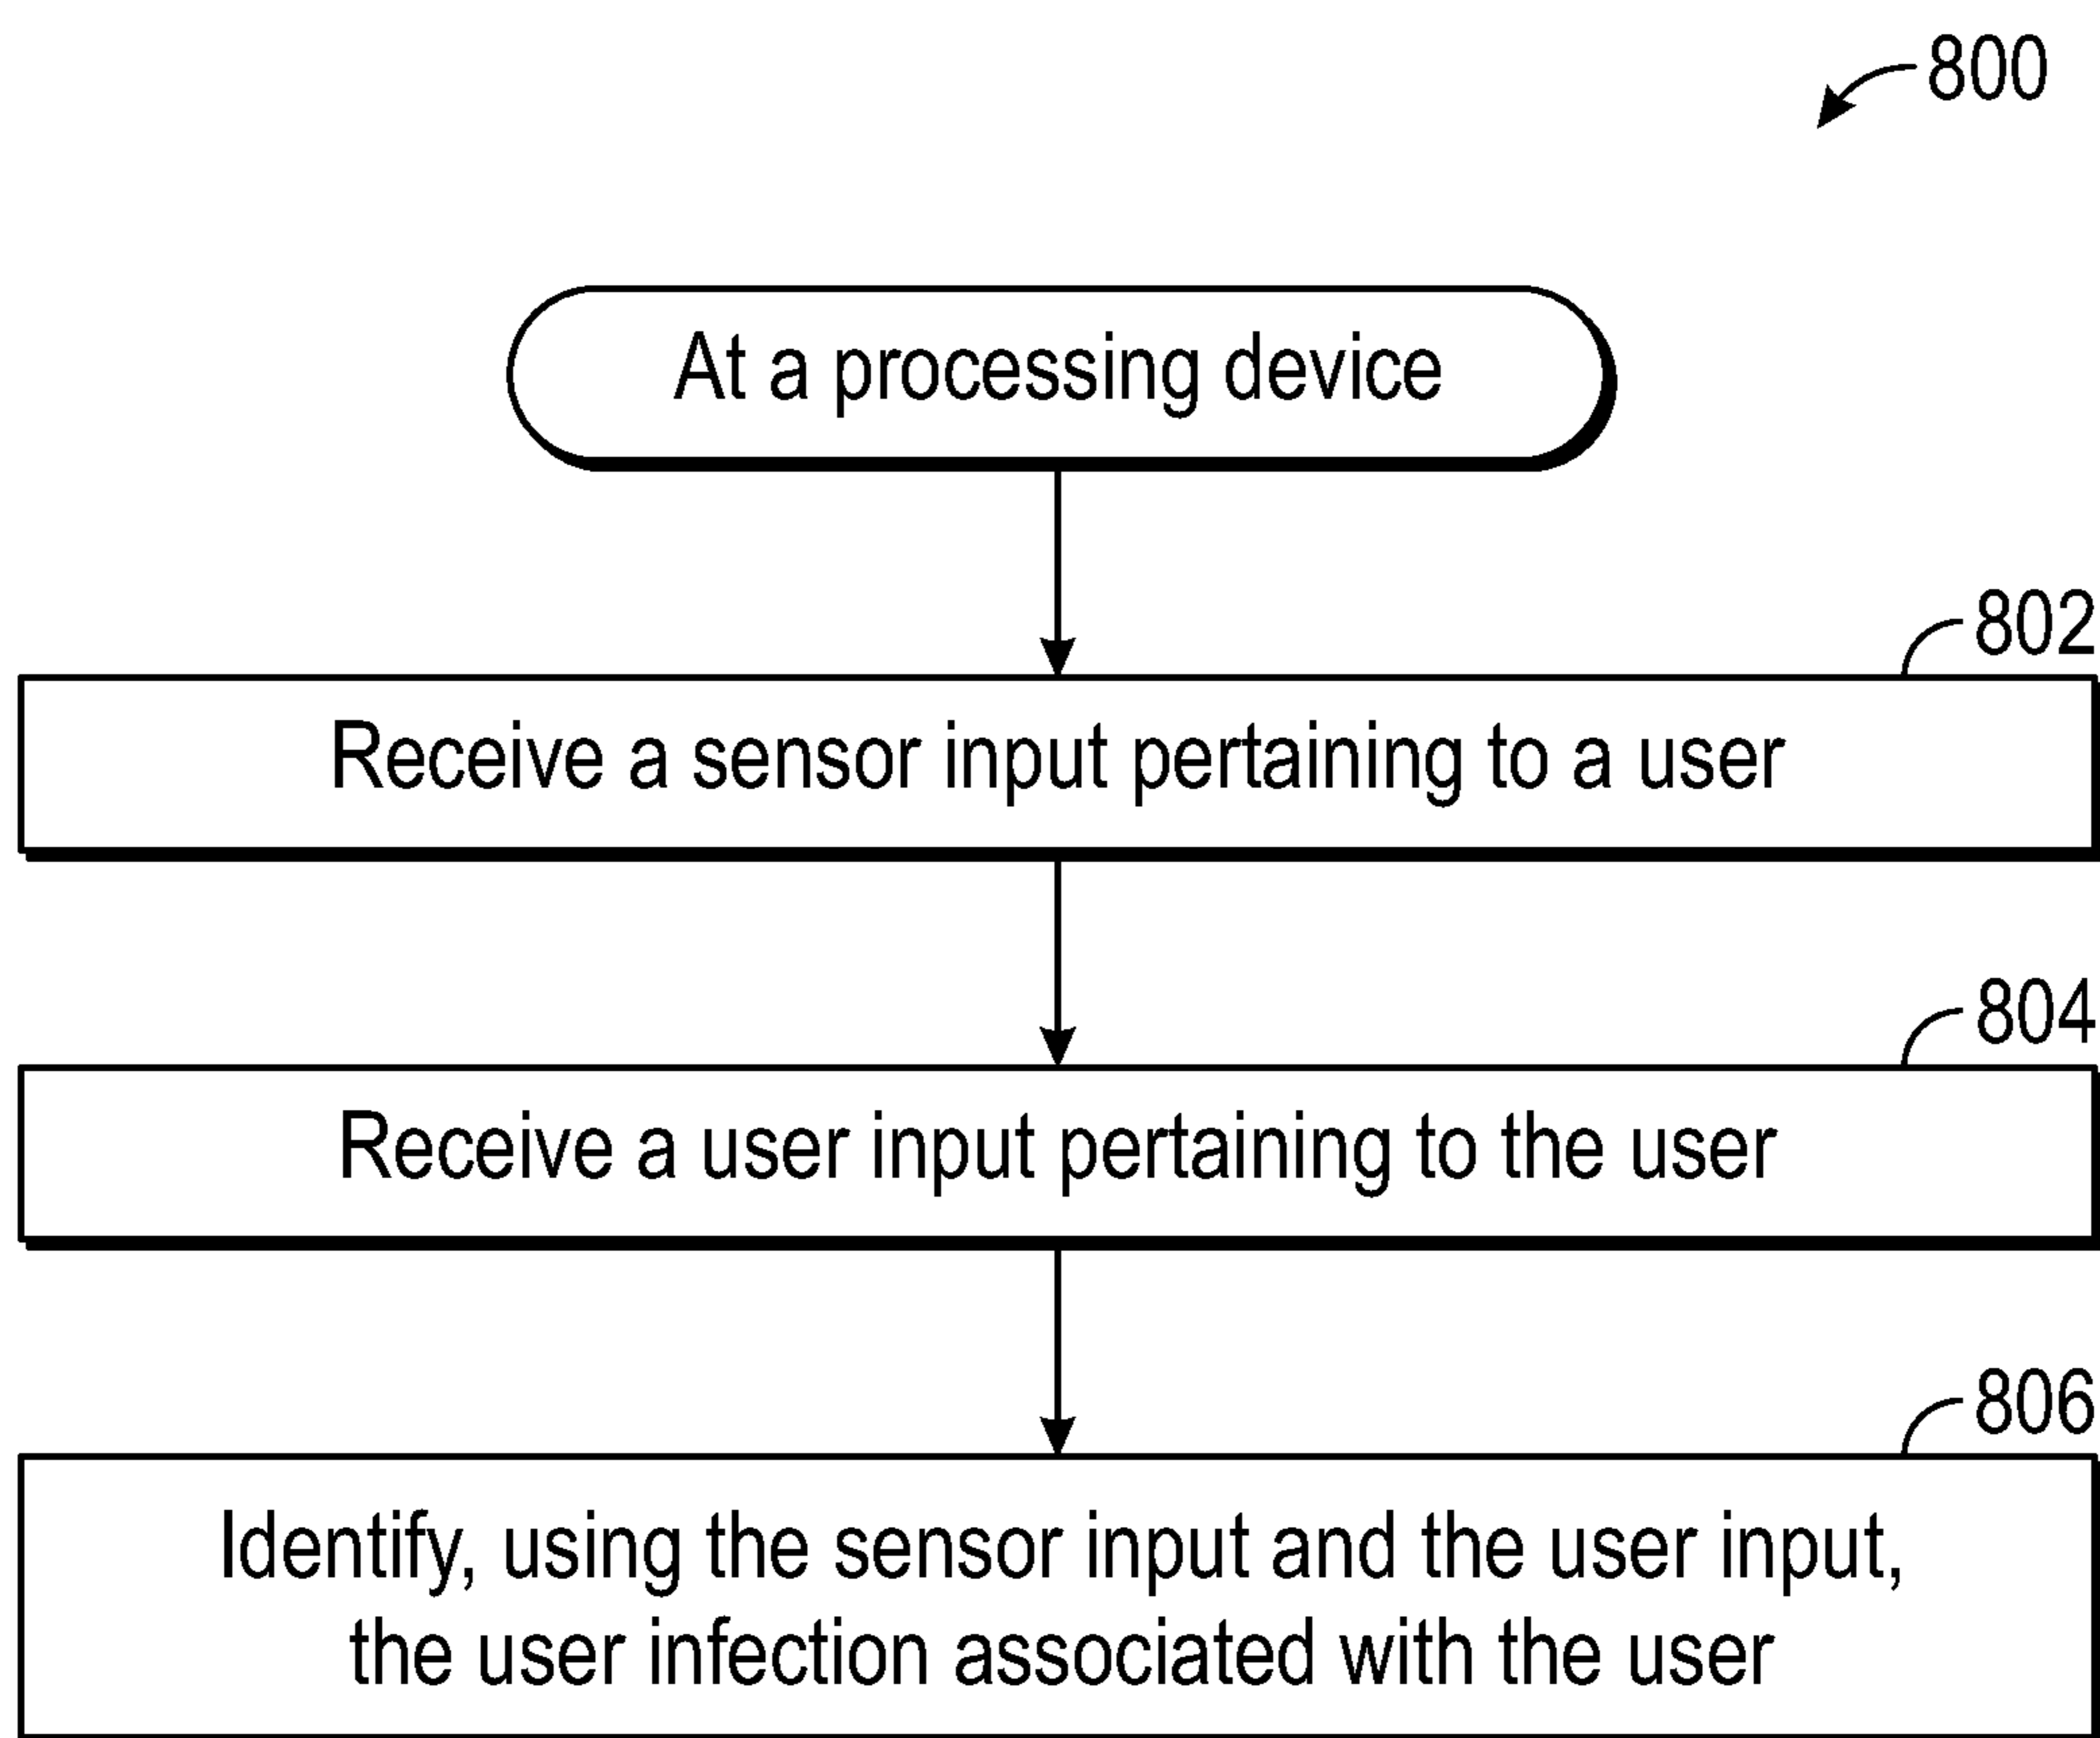 800
At a processing device
802
Receive a sensor input pertaining to a user
804
Receive a user input pertaining to the user
806
Identify, using the sensor input and the user input,
the user infection associated with the user